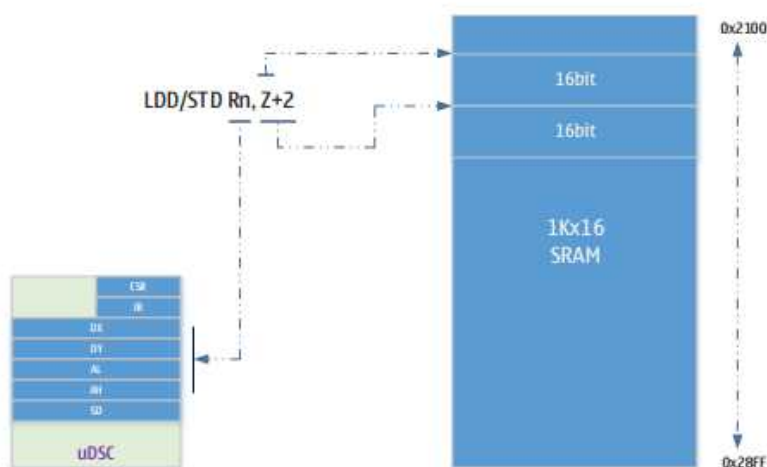 0x2100
16bit
LDD/STD Rn, Z+2
16bit
1Kx16
SRAM
CSR
IR
DX
DY
AL
AH
SD
uDSC
0x28FF